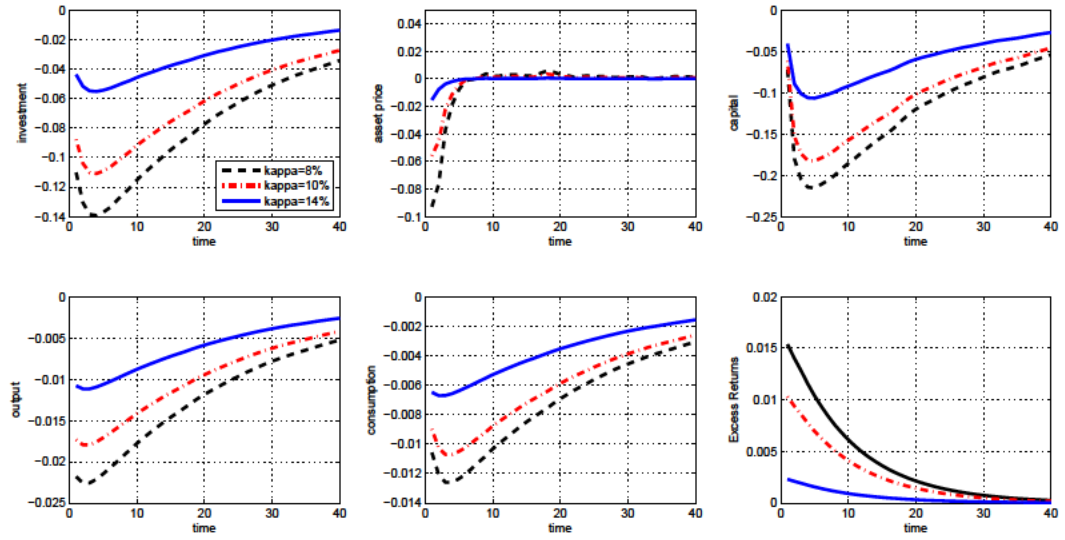 0
−0.02
−0.04
−0.06
−0.08
−0.1
−0.12
−0.14
investment
kappa=8%
kappa=10%
kappa=14%
0 10 20 30 40
time
0.04
0.02
0
−0.02
−0.04
−0.06
−0.08
−0.1
asset price
0 10 20 30 40
time
0
−0.05
−0.1
−0.15
−0.2
−0.25
capital
0 10 20 30 40
time
0
−0.005
−0.01
−0.015
−0.02
−0.025
output
0 10 20 30 40
time
0
−0.002
−0.004
−0.006
−0.008
−0.01
−0.012
−0.014
consumption
0 10 20 30 40
time
0.02
0.015
0.01
0.005
0
Excess Returns
0 10 20 30 40
time